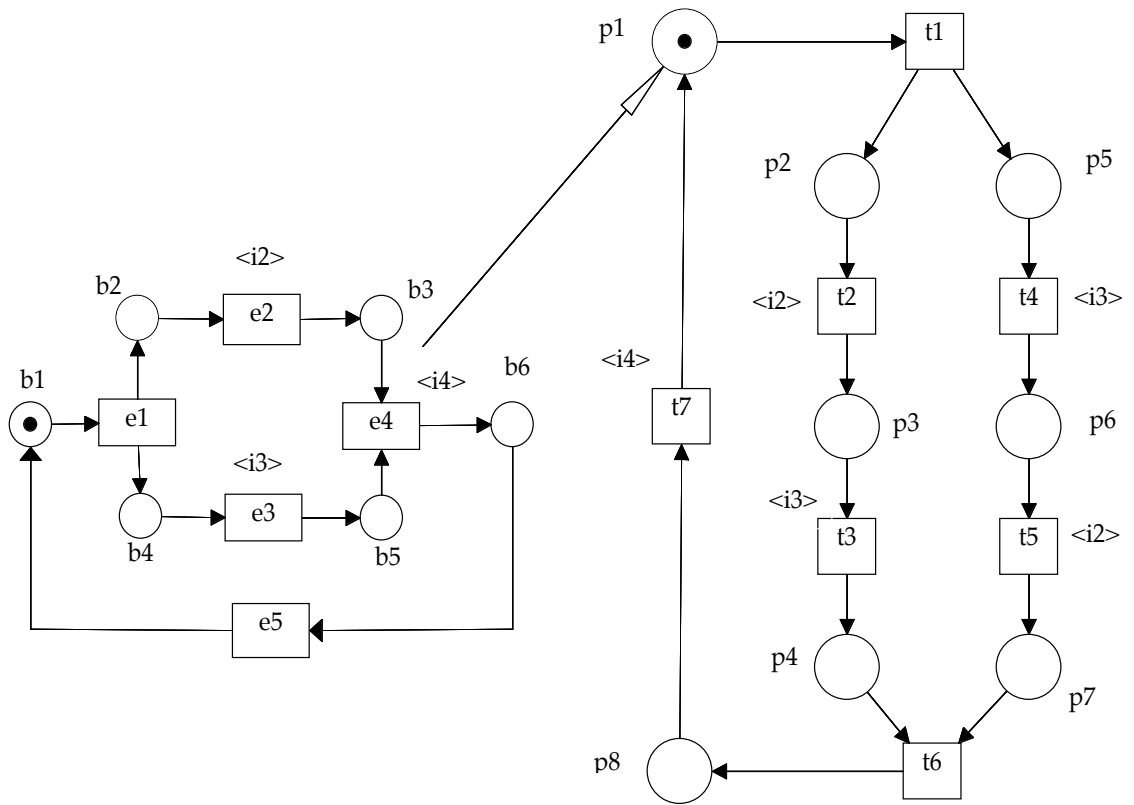 p1
t1
p2
p5
<i2>
b2
b3
e2
<i2>
t2
t4
<i3>
b1
<i4>
b6
<i4>
e1
e4
t7
p3
p6
<i3>
<i3>
e3
b4
b5
t3
t5
<i2>
e5
p4
p7
p8
t6